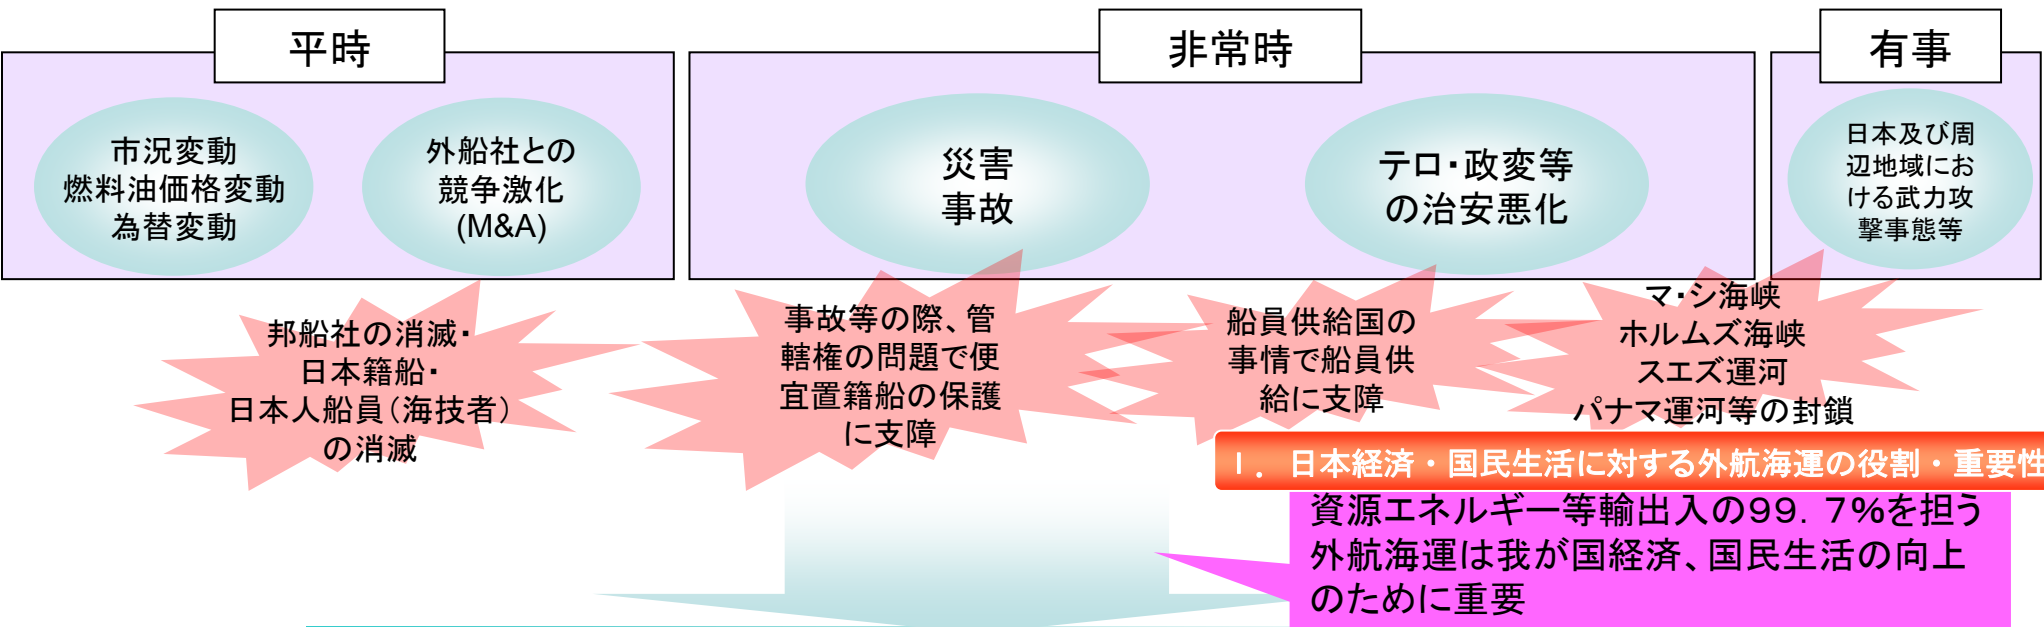 平時
非常時
有事
市況変動
燃料油価格変動
為替変動
外船社との
競争激化
(M&A)
災害
事故
テロ・政変等
の治安悪化
日本及び周
辺地域にお
ける武力攻
撃事態等
邦船社の消滅・
日本籍船・
日本人船員(海技者)
の消滅
事故等の際、管
轄権の問題で便
宜置籍船の保護
に支障
船員供給国の
事情で船員供
給に支障
マ・シ海峡
ホルムズ海峡
スエズ運河
パナマ運河等の封鎖
Ⅰ. 日本経済・国民生活に対する外航海運の役割・重要性
資源エネルギー等輸出入の99. 7%を担う
外航海運は我が国経済、国民生活の向上
のために重要